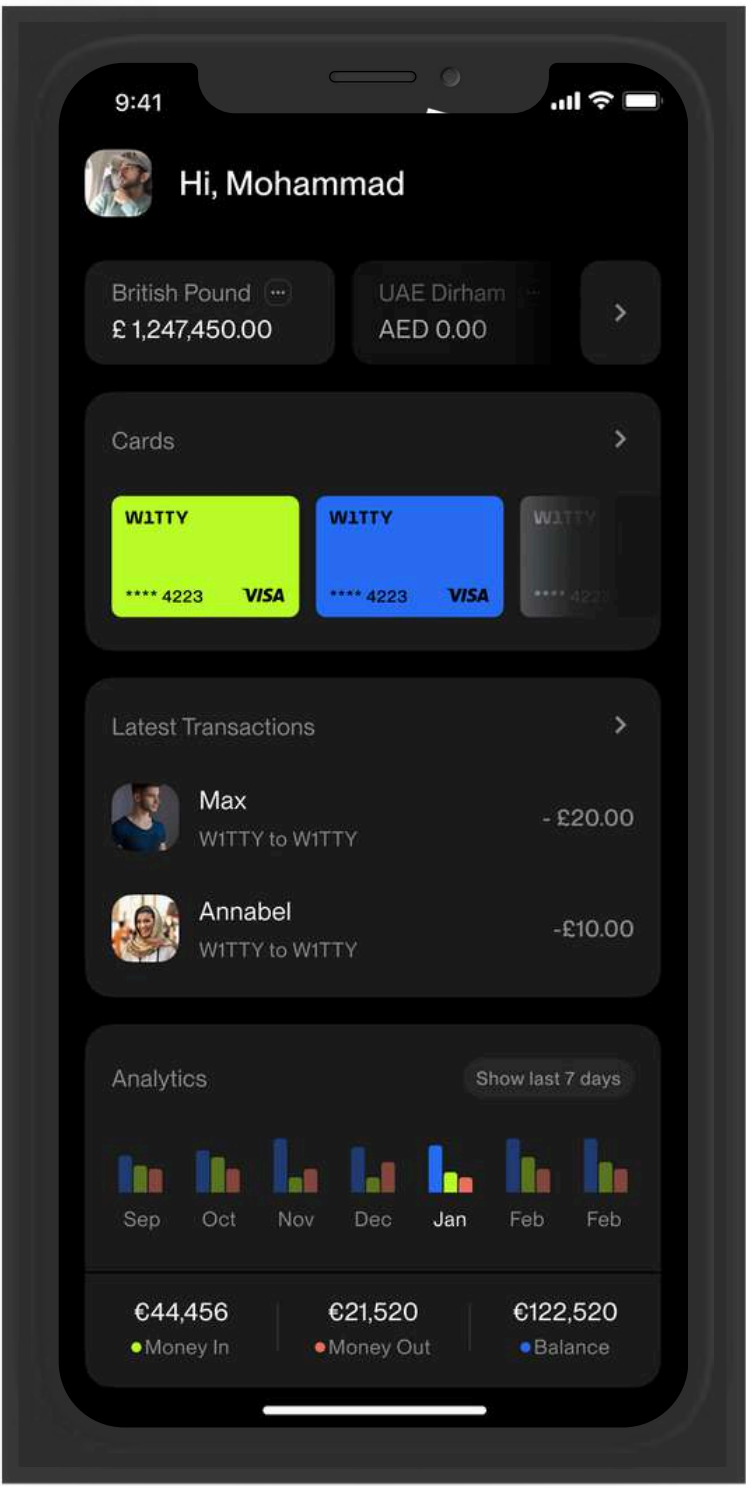 9:41
Hi, Mohammad
British Pound ···
£ 1,247,450.00
UAE Dirham ···
AED 0.00
Cards
W1TTY
**** 4223 VISA
W1TTY
**** 4223 VISA
W1TTY
**** 4223
Latest Transactions
Max
W1TTY to W1TTY
- £20.00
Annabel
W1TTY to W1TTY
-£10.00
Analytics
Show last 7 days
Sep Oct Nov Dec Jan Feb Feb
€44,456
Money In
€21,520
Money Out
€122,520
Balance